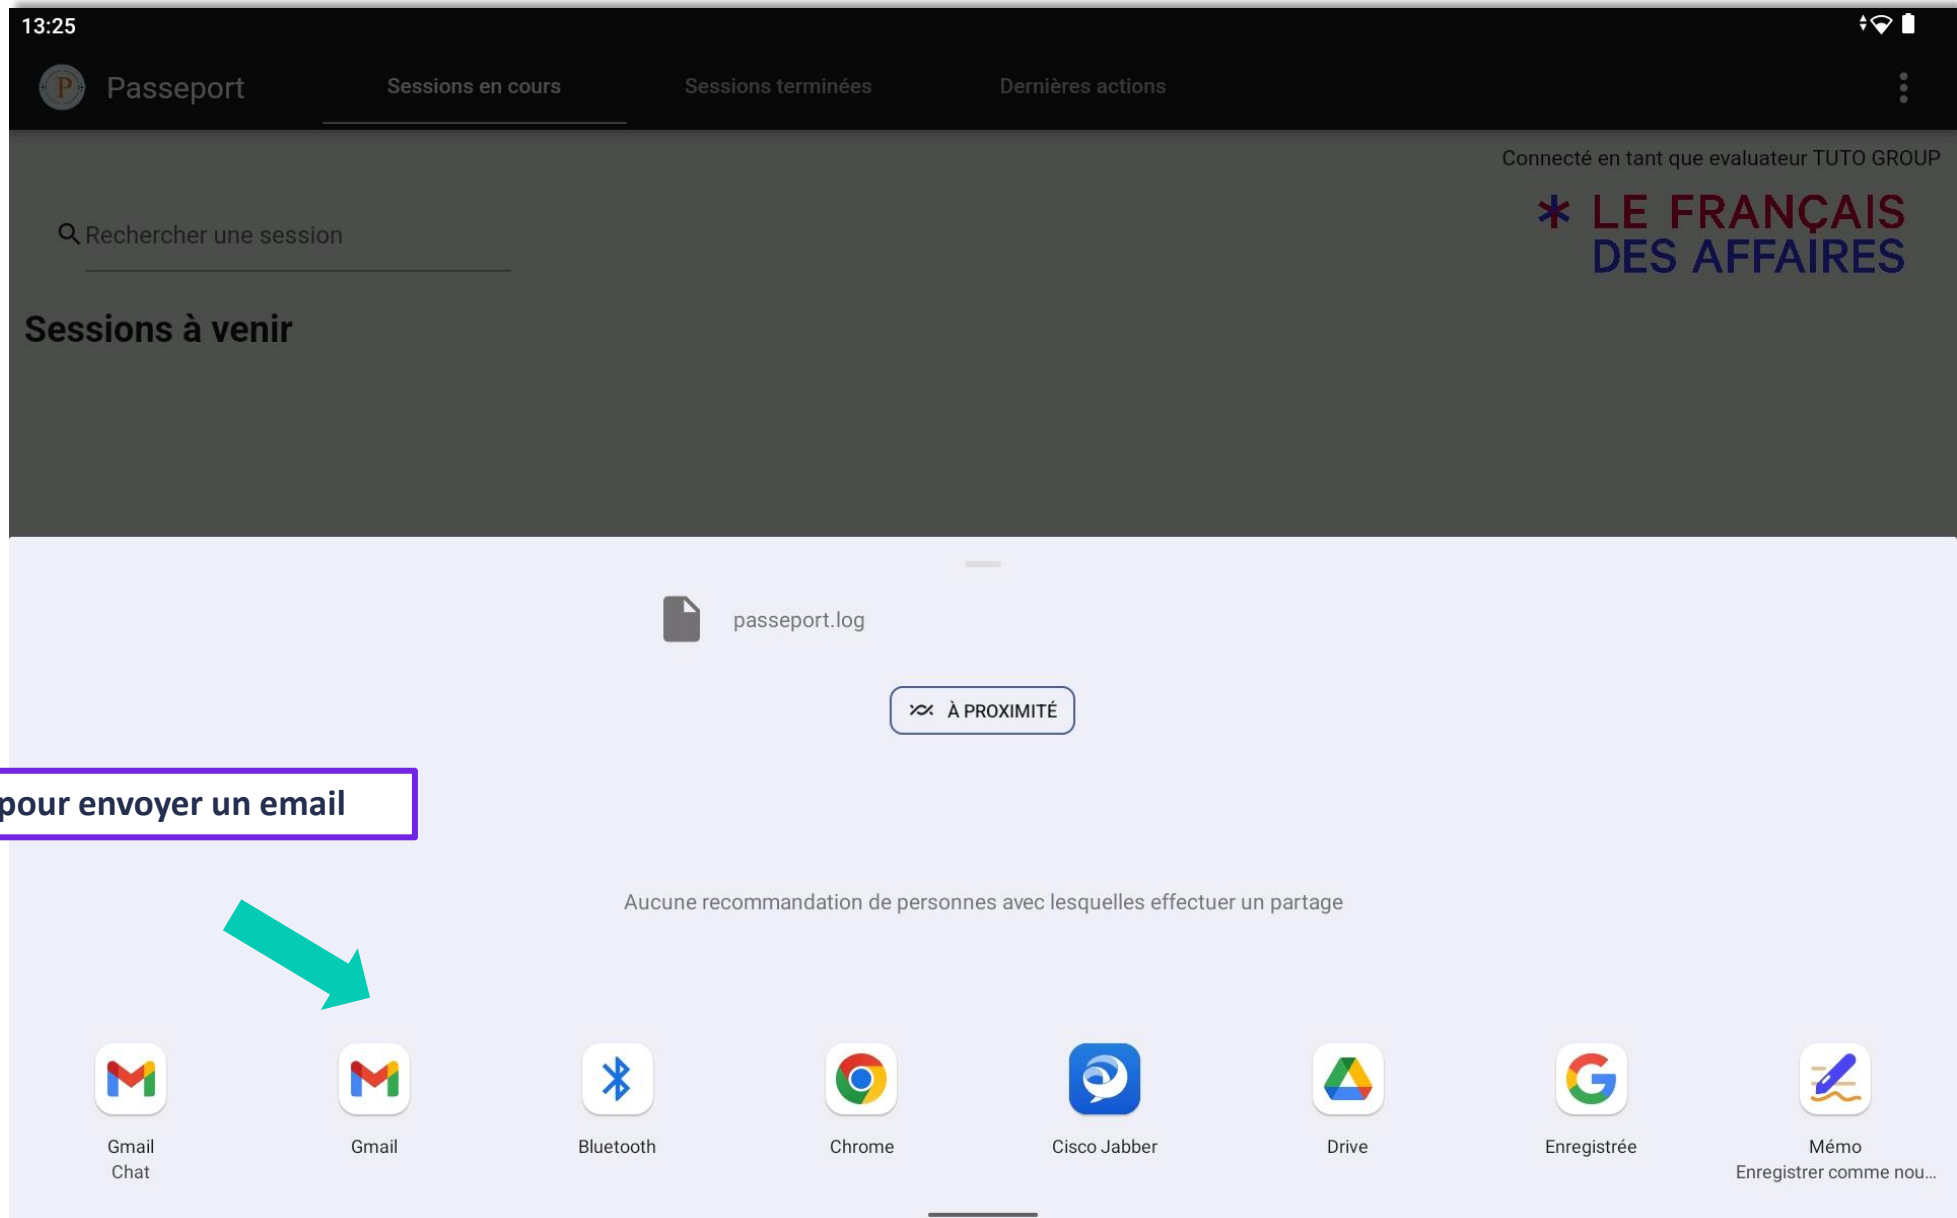 13:25
Passeport
Sessions en cours
Sessions terminées
Dernières actions
Connecté en tant que evaluateur TUTO GROUP
Rechercher une session
LE FRANÇAIS
DES AFFAIRES
Sessions à venir
passeport.log
À PROXIMITÉ
pour envoyer un email
Aucune recommandation de personnes avec lesquelles effectuer un partage
Gmail
Chat
Gmail
Bluetooth
Chrome
Cisco Jabber
Drive
Enregistrée
Mémo
Enregistrer comme nou...